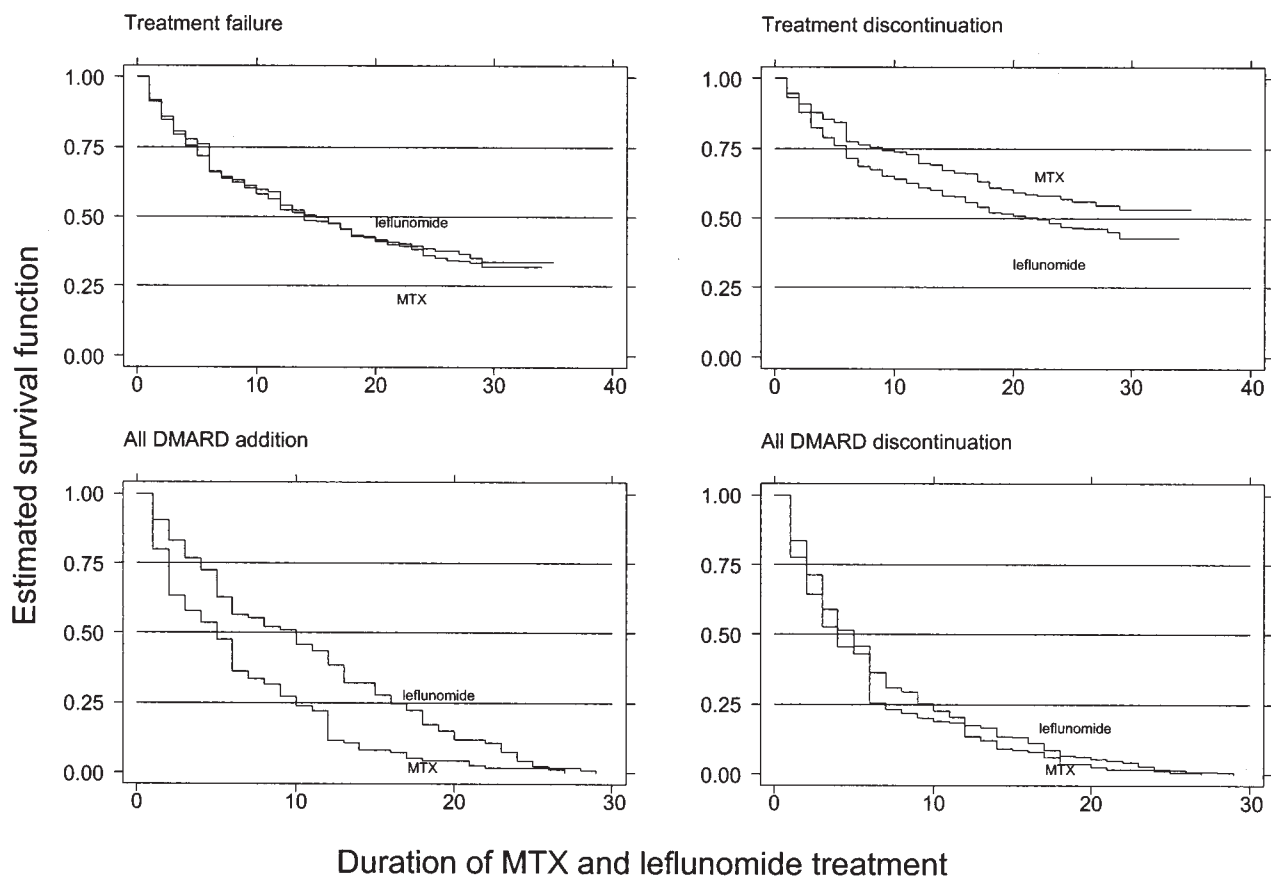 Treatment failure
1.00
0.75
0.50
0.25
0.00
leflunomide
MTX
0 10 20 30 40
Treatment discontinuation
1.00
0.75
0.50
0.25
0.00
MTX
leflunomide
0 10 20 30 40
Estimated survival function
All DMARD addition
1.00
0.75
0.50
0.25
0.00
leflunomide
MTX
0 10 20 30
All DMARD discontinuation
1.00
0.75
0.50
0.25
0.00
leflunomide
MTX
0 10 20 30
Duration of MTX and leflunomide treatment